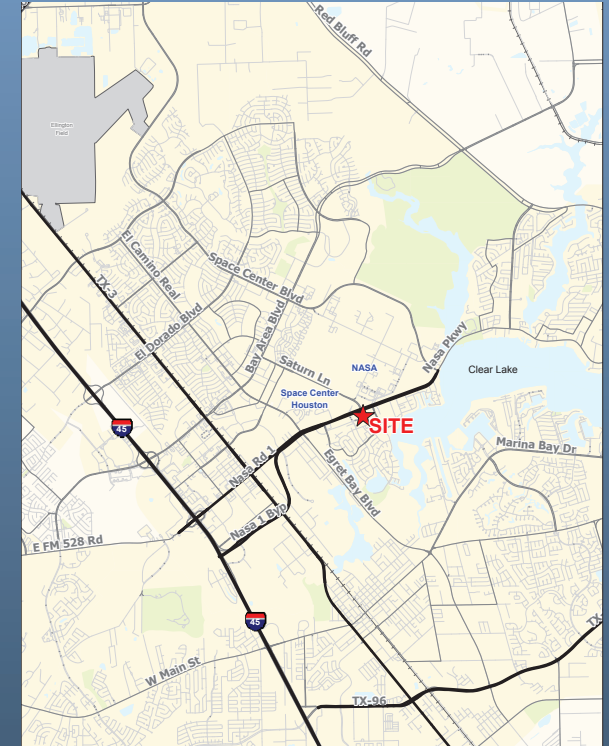 Red Bluff Rd
Ellington
Field
El Camino Real
Space Center Blvd
TX-3
El Dorado Blvd
Bay Area Blvd
Saturn Ln
NASA
Nasa Pkwy
Clear Lake
Space Center
Houston
SITE
45
Marina Bay Dr
Nasa Rd 1
Egret Bay Blvd
Nasa 1 Byp
E FM 528 Rd
45
TX-
W Main St
TX-96